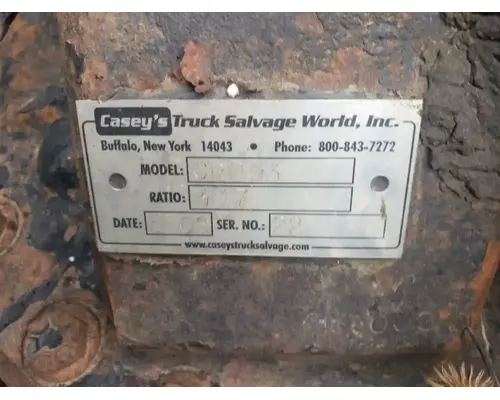 Casey's Truck Salvage World, Inc.
Buffalo, New York 14043 • Phone: 800-843-7272
MODEL:
RATIO:
DATE: SER. NO.:
www.caseystrucksalvage.com